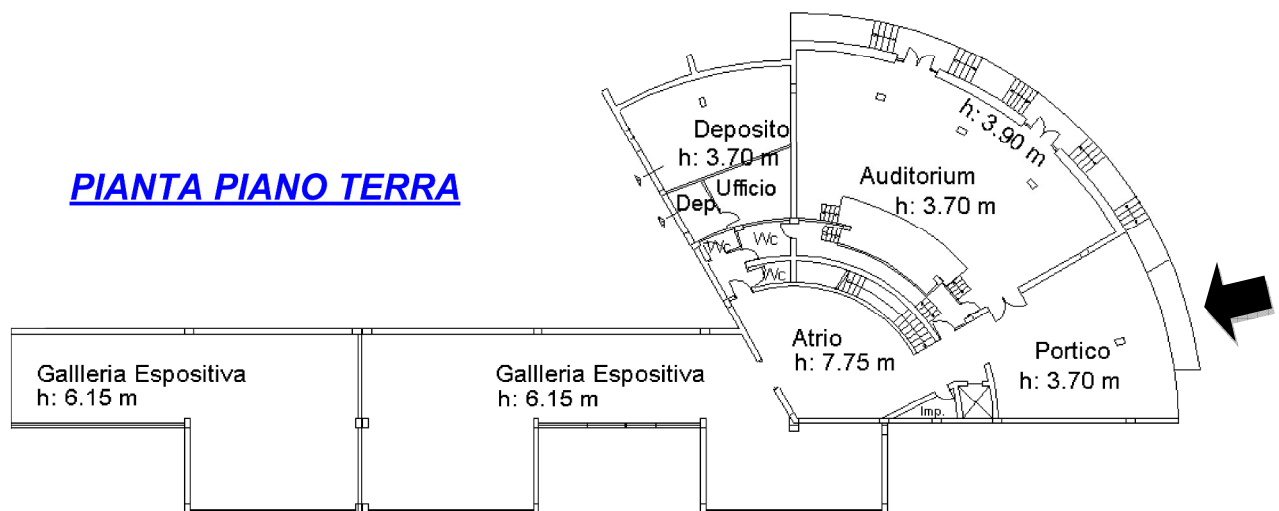 PIANTA PIANO TERRA
Deposito
h: 3.70 m
Ufficio
Dep.
Wc
Wc
Wc
h: 3.90 m
Auditorium
h: 3.70 m
Atrio
h: 7.75 m
Portico
h: 3.70 m
Imp.
Gallleria Espositiva
h: 6.15 m
Gallleria Espositiva
h: 6.15 m